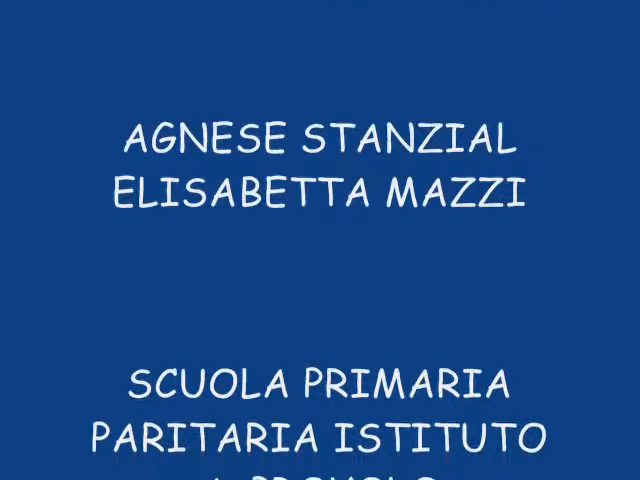 AGNESE STANZIAL
ELISABETTA MAZZI
SCUOLA PRIMARIA
PARITARIA ISTITUTO